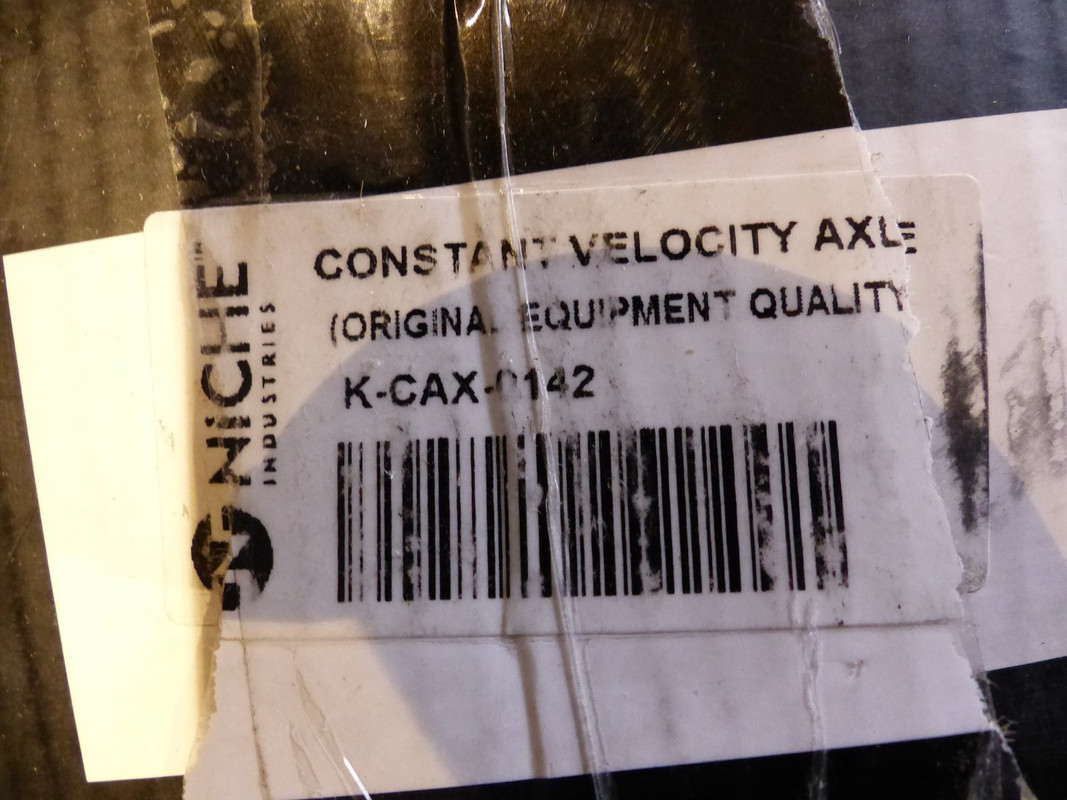 CONSTANT VELOCITY AXLE
(ORIGINAL EQUIPMENT QUALITY
K-CAX-0142
NICHE
INDUSTRIES